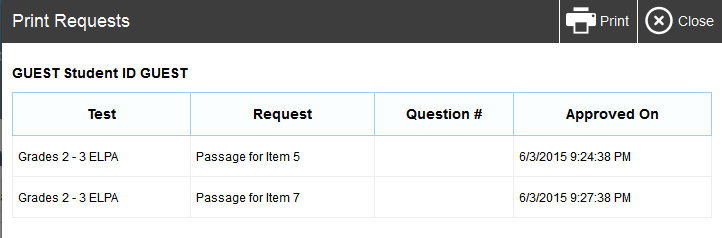 Print Requests Print Close
GUEST Student ID GUEST
Test Request Question # Approved On
Grades 2 - 3 ELPA Passage for Item 5 6/3/2015 9:24:38 PM
Grades 2 - 3 ELPA Passage for Item 7 6/3/2015 9:27:38 PM